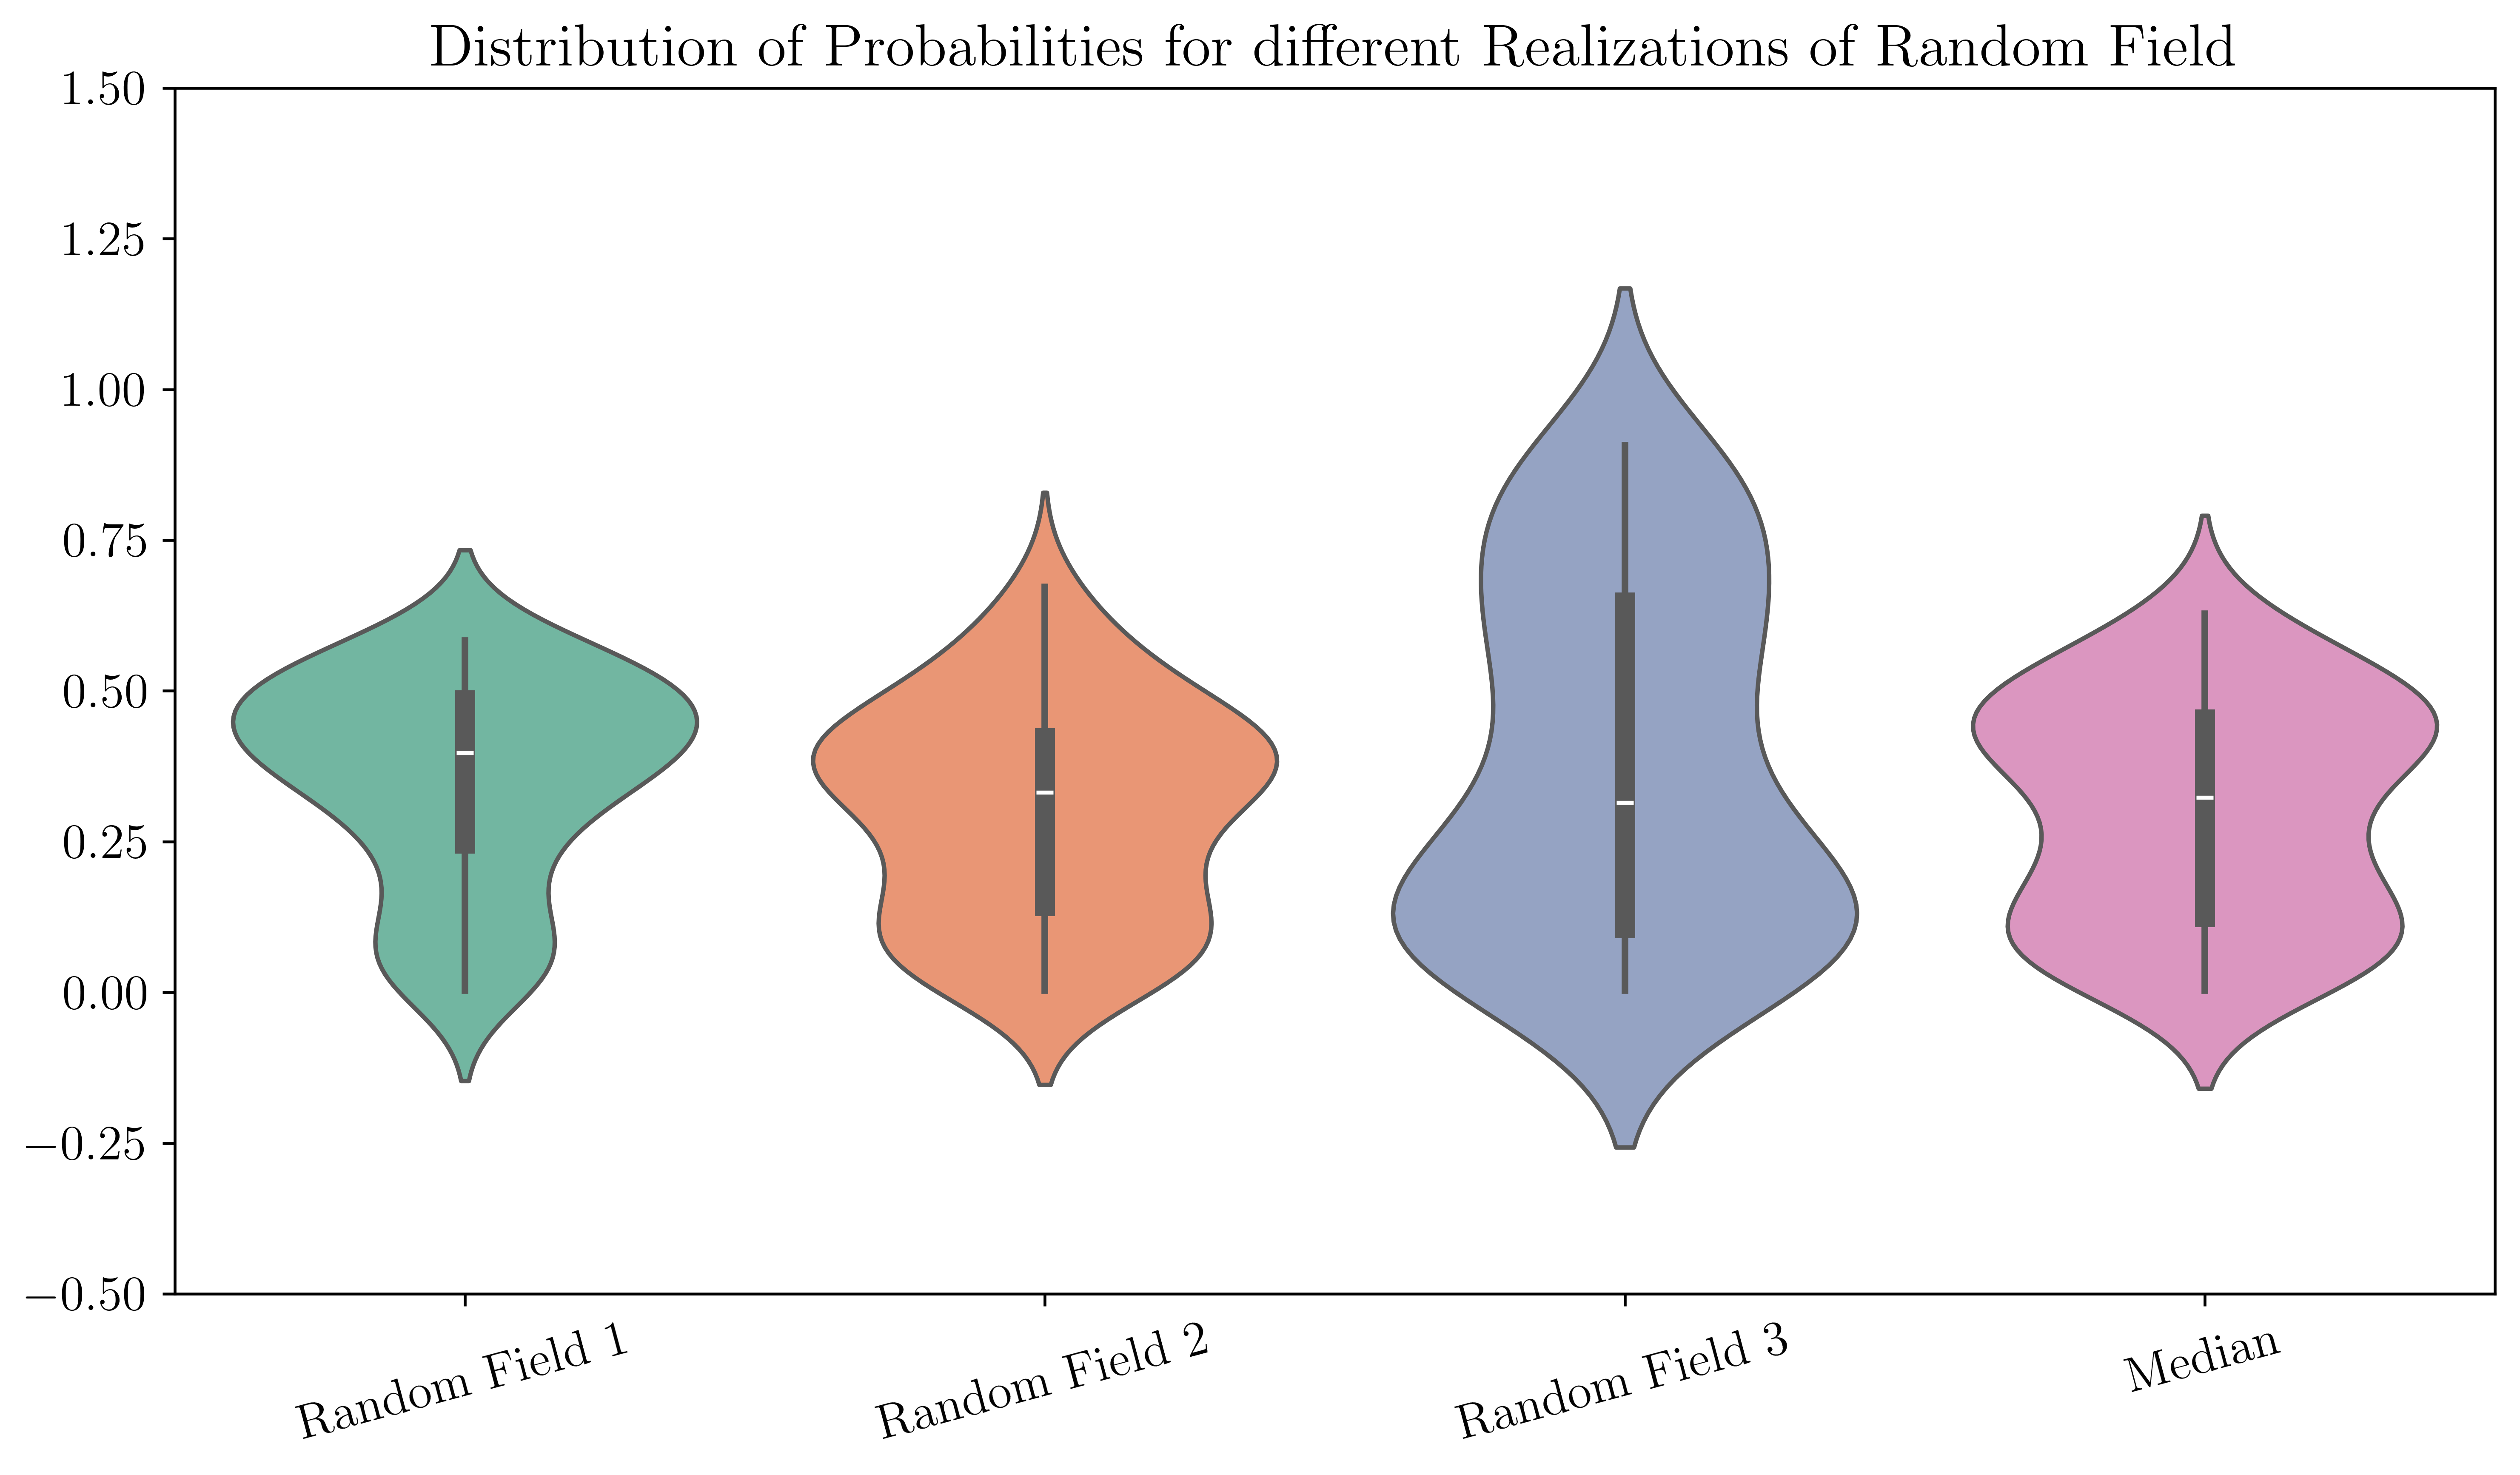 Distribution of Probabilities for different Realizations of Random Field
1.50
1.25
1.00
0.75
0.50
0.25
0.00
−0.25
−0.50
Random Field 1
Random Field 2
Random Field 3
Median